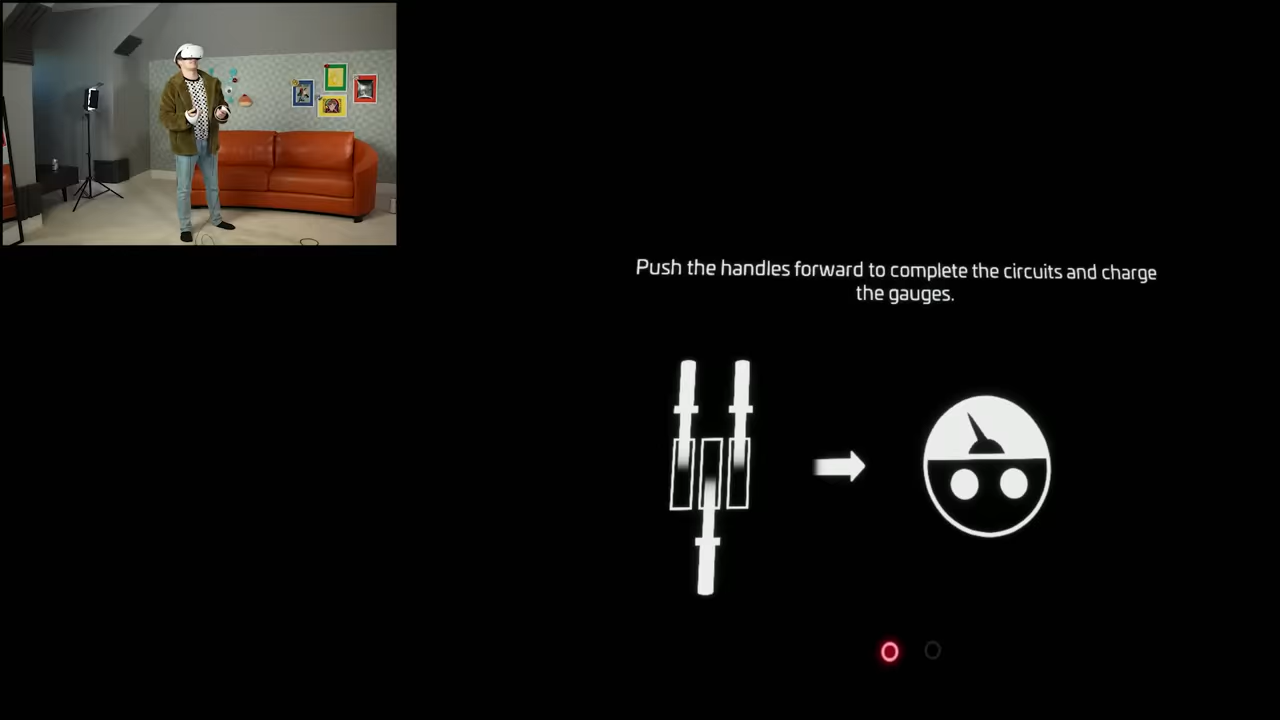 Push the handles forward to complete the circuits and charge
the gauges.